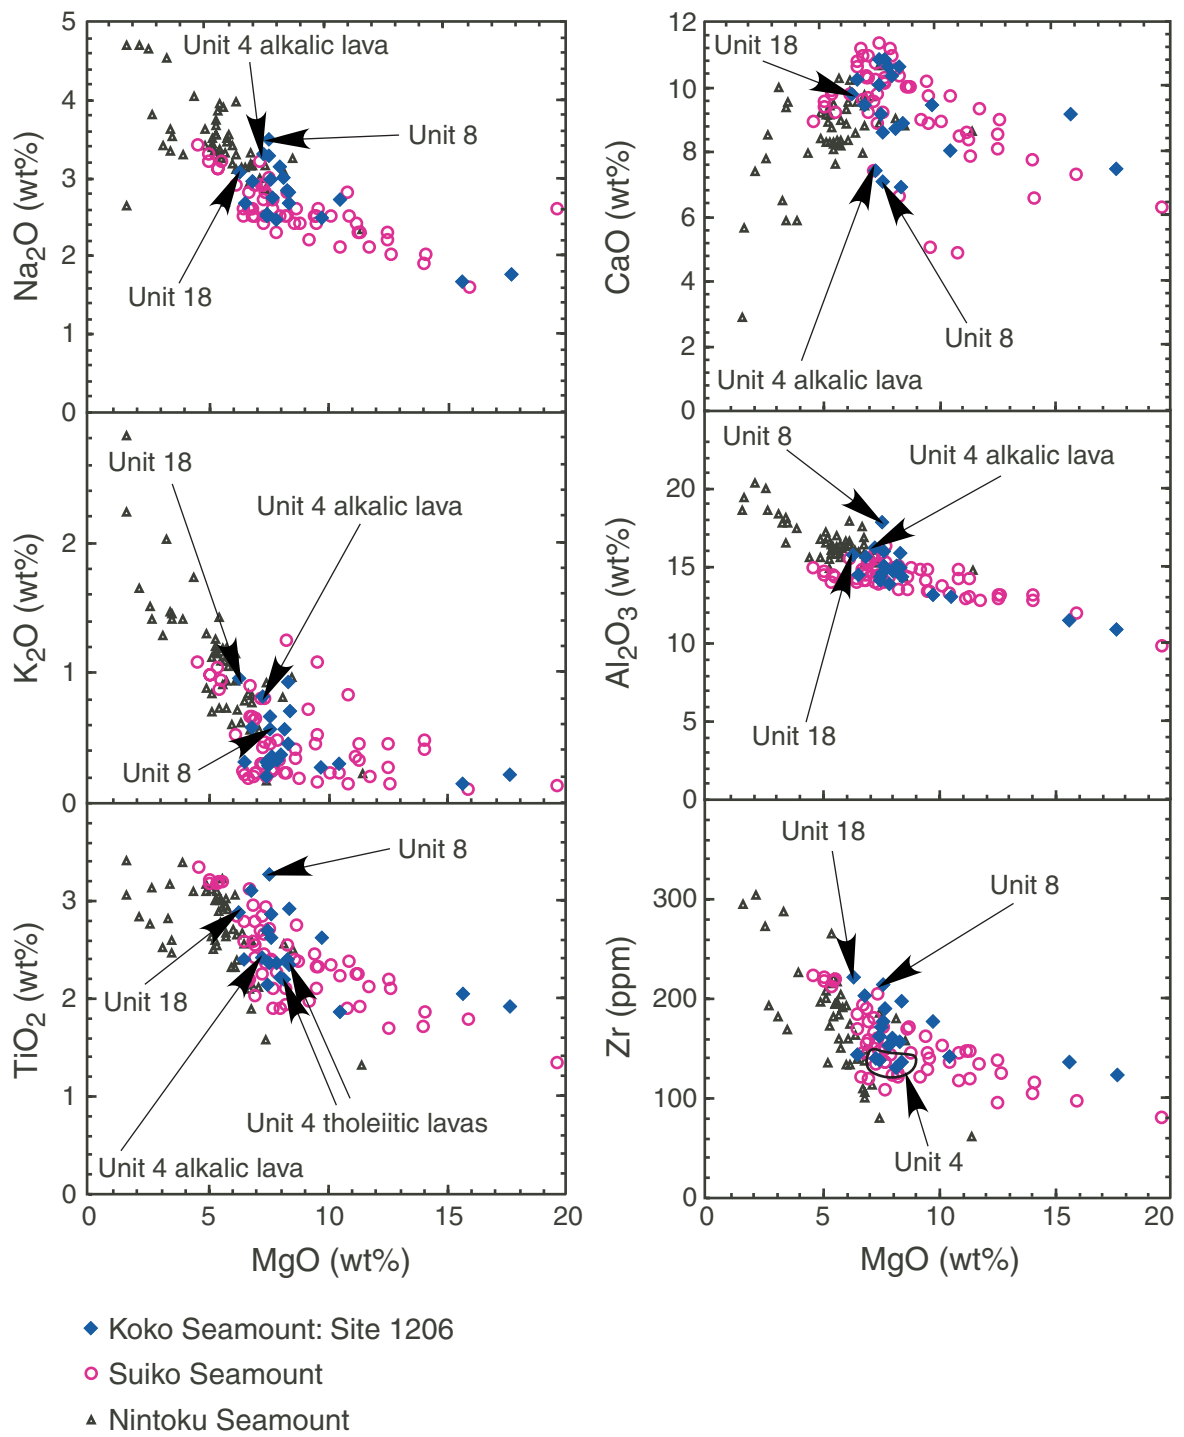 5
4
3
2
1
0
Na2O (wt%)
Unit 4 alkalic lava
Unit 8
Unit 18
12
10
8
6
4
2
0
CaO (wt%)
Unit 18
Unit 8
Unit 4 alkalic lava
2
1
0
K2O (wt%)
Unit 18
Unit 4 alkalic lava
Unit 8
20
15
10
5
0
Al2O3 (wt%)
Unit 8
Unit 4 alkalic lava
Unit 18
3
2
1
0
TiO2 (wt%)
Unit 8
Unit 18
Unit 4 tholeiitic lavas
Unit 4 alkalic lava
0 5 10 15 20
MgO (wt%)
300
200
100
0
Zr (ppm)
Unit 18
Unit 8
Unit 4
0 5 10 15 20
MgO (wt%)
Koko Seamount: Site 1206
Suiko Seamount
Nintoku Seamount